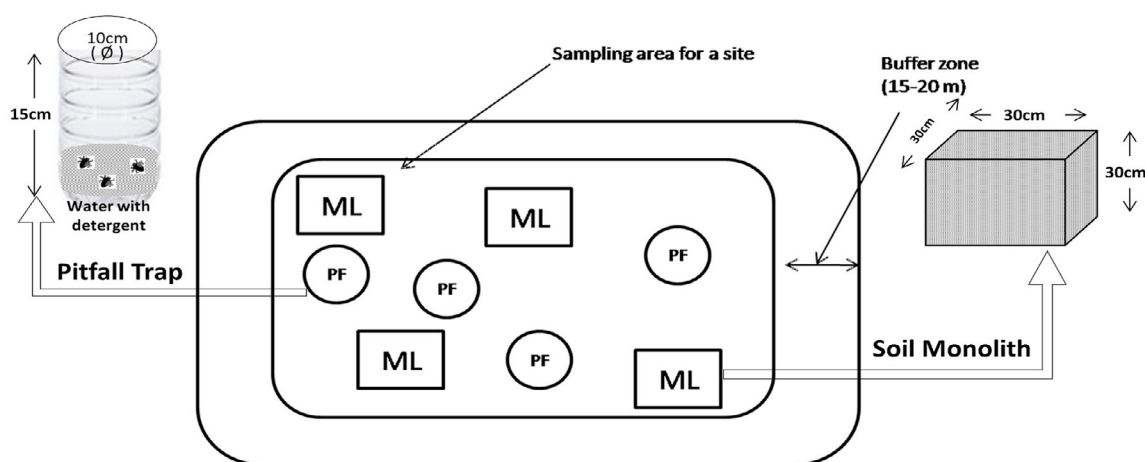 10cm
( Ø )
15cm
Water with
detergent
Pitfall Trap
Sampling area for a site
Buffer zone
(15-20 m)
30cm
30cm
30cm
ML
ML
PF
PF
PF
ML
PF
ML
Soil Monolith